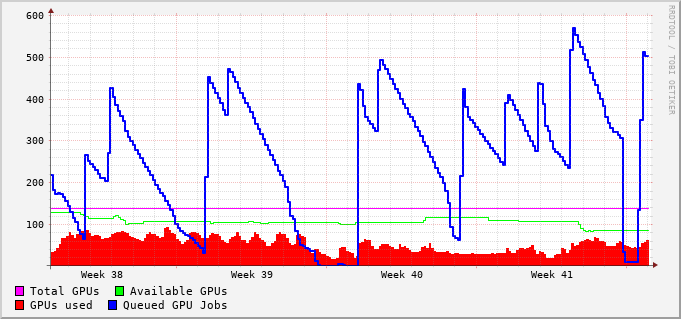 600
500
400
300
200
100
Week 38 Week 39 Week 40 Week 41
Total GPUs Available GPUs
GPUs used Queued GPU Jobs
RRDTOOL / TOBI OETIKER